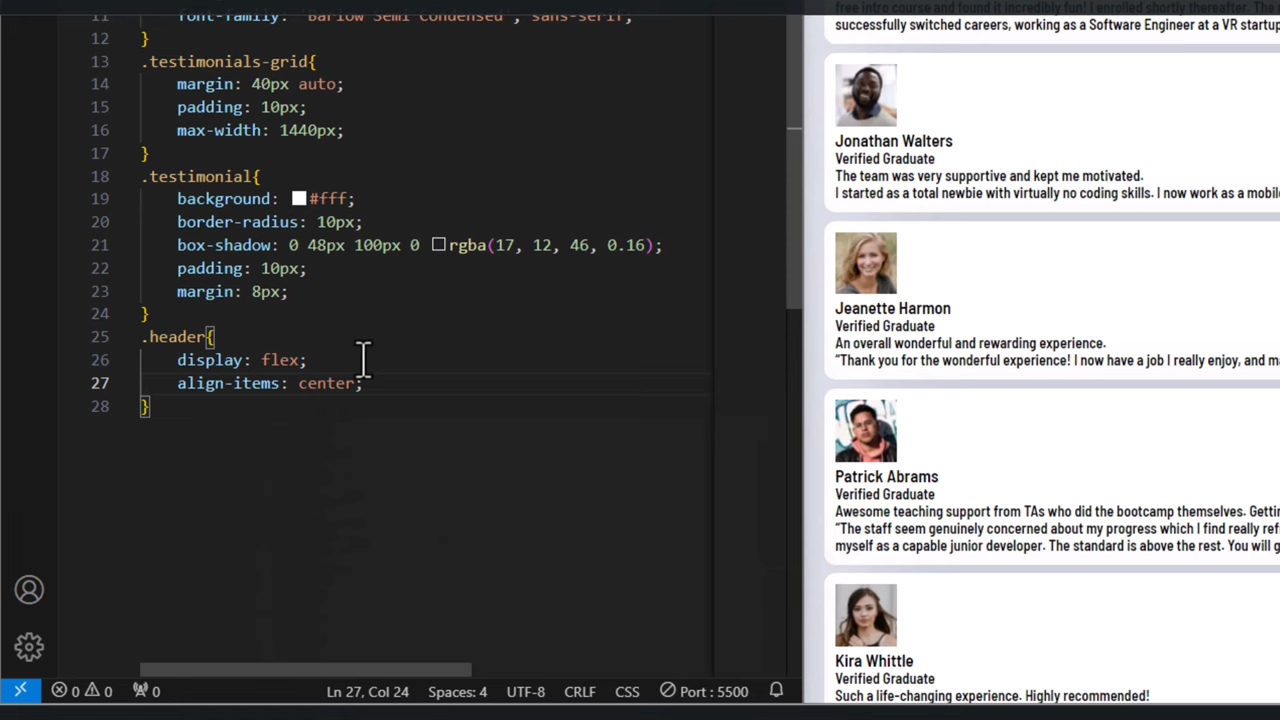 11 font-family: 'Barlow Semi Condensed', sans-serif;
12 }
13 .testimonials-grid{
14 margin: 40px auto;
15 padding: 10px;
16 max-width: 1440px;
17 }
18 .testimonial{
19 background: #fff;
20 border-radius: 10px;
21 box-shadow: 0 48px 100px 0 rgba(17, 12, 46, 0.16);
22 padding: 10px;
23 margin: 8px;
24 }
25 .header{
26 display: flex;
27 align-items: center;
28 }
0 0 0 Ln 27, Col 24 Spaces: 4 UTF-8 CRLF CSS Port : 5500
free intro course and found it incredibly fun! I enrolled shortly thereafter. The
successfully switched careers, working as a Software Engineer at a VR startup
Jonathan Walters
Verified Graduate
The team was very supportive and kept me motivated.
I started as a total newbie with virtually no coding skills. I now work as a mobil
Jeanette Harmon
Verified Graduate
An overall wonderful and rewarding experience.
“Thank you for the wonderful experience! I now have a job I really enjoy, and m
Patrick Abrams
Verified Graduate
Awesome teaching support from TAs who did the bootcamp themselves. Gettin
“The staff seem genuinely concerned about my progress which I find really ref
myself as a capable junior developer. The standard is above the rest. You will g
Kira Whittle
Verified Graduate
Such a life-changing experience. Highly recommended!